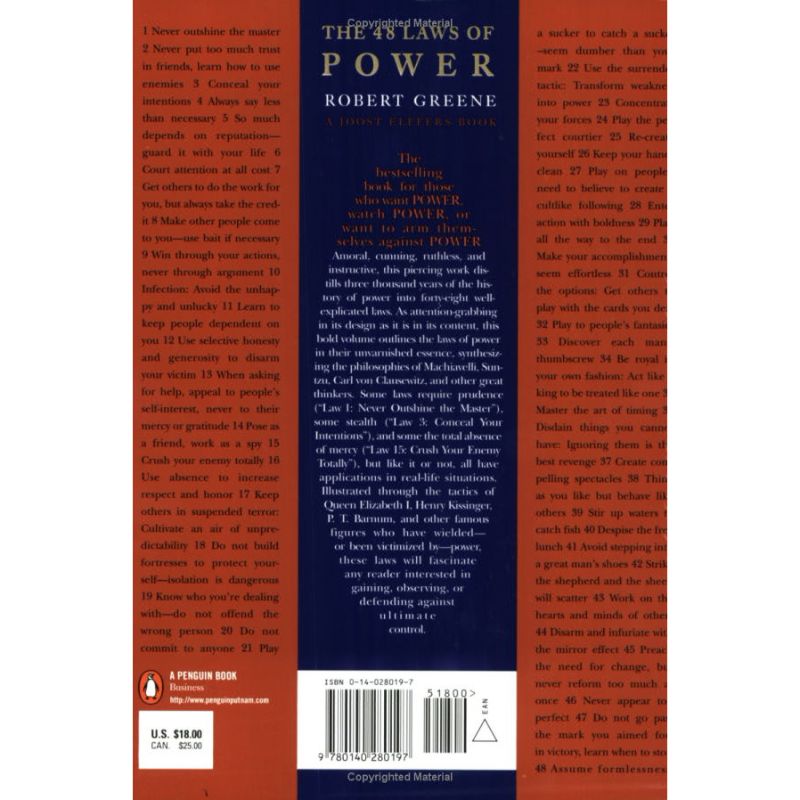 1 Never outshine the master
2 Never put too much trust
in friends, learn how to use
enemies 3 Conceal your
intentions 4 Always say less
than necessary 5 So much
depends on reputation—
guard it with your life 6
Court attention at all cost 7
Get others to do the work for
you, but always take the cred-
it 8 Make other people come
to you—use bait if necessary
9 Win through your actions,
never through argument 10
Infection: Avoid the unhap-
py and unlucky 11 Learn to
keep people dependent on
you 12 Use selective honesty
and generosity to disarm
your victim 13 When asking
for help, appeal to people's
self-interest, never to their
mercy or gratitude 14 Pose as
a friend, work as a spy 15
Crush your enemy totally 16
Use absence to increase
respect and honor 17 Keep
others in suspended terror:
Cultivate an air of unpre-
dictability 18 Do not build
fortresses to protect your-
self—isolation is dangerous
19 Know who you're dealing
with—do not offend the
wrong person 20 Do not
commit to anyone 21 Play
A PENGUIN BOOK
Business
http://www.penguinputnam.com
U.S. $18.00
CAN. $25.00
Copyrighted Material
THE 48 LAWS OF
POWER
ROBERT GREENE
A JOOST ELFFERS BOOK
The
bestselling
book for those
who want POWER,
watch POWER, or
want to arm them-
selves against POWER
Amoral, cunning, ruthless, and
instructive, this piercing work dis-
tills three thousand years of the his-
tory of power into forty-eight well-
explicated laws. As attention-grabbing
in its design as it is in its content, this
bold volume outlines the laws of power
in their unvarnished essence, synthesiz-
ing the philosophies of Machiavelli, Sun-
tzu, Carl von Clausewitz, and other great
thinkers. Some laws require prudence
("Law 1: Never Outshine the Master"),
some stealth ("Law 3: Conceal Your
Intentions"), and some the total absence
of mercy ("Law 15: Crush Your Enemy
Totally"), but like it or not, all have
applications in real-life situations.
Illustrated through the tactics of
Queen Elizabeth I, Henry Kissinger,
P. T. Barnum, and other famous
figures who have wielded—
or been victimized by—power,
these laws will fascinate
any reader interested in
gaining, observing, or
defending against
ultimate
control.
ISBN 0-14-028019-7
51800>
EAN
9 780140 280197
Copyrighted Material
a sucker to catch a suck
–seem dumber than yo
mark 22 Use the surrend
tactic: Transform weakne
into power 23 Concentra
your forces 24 Play the pe
fect courtier 25 Re-creat
yourself 26 Keep your han
clean 27 Play on people
need to believe to create
cultlike following 28 Ent
action with boldness 29 Pla
all the way to the end 3
Make your accomplishmen
seem effortless 31 Contro
the options: Get others t
play with the cards you dea
32 Play to people's fantasi
33 Discover each man
thumbscrew 34 Be royal i
your own fashion: Act like
king to be treated like one 3
Master the art of timing 3
Disdain things you canno
have: Ignoring them is th
best revenge 37 Create com
pelling spectacles 38 Thin
as you like but behave lik
others 39 Stir up waters t
catch fish 40 Despise the fre
lunch 41 Avoid stepping int
a great man's shoes 42 Strik
the shepherd and the shee
will scatter 43 Work on th
hearts and minds of other
44 Disarm and infuriate wit
the mirror effect 45 Preac
the need for change, bu
never reform too much a
once 46 Never appear to
perfect 47 Do not go pas
the mark you aimed fo
in victory, learn when to sto
48 Assume formlessnes